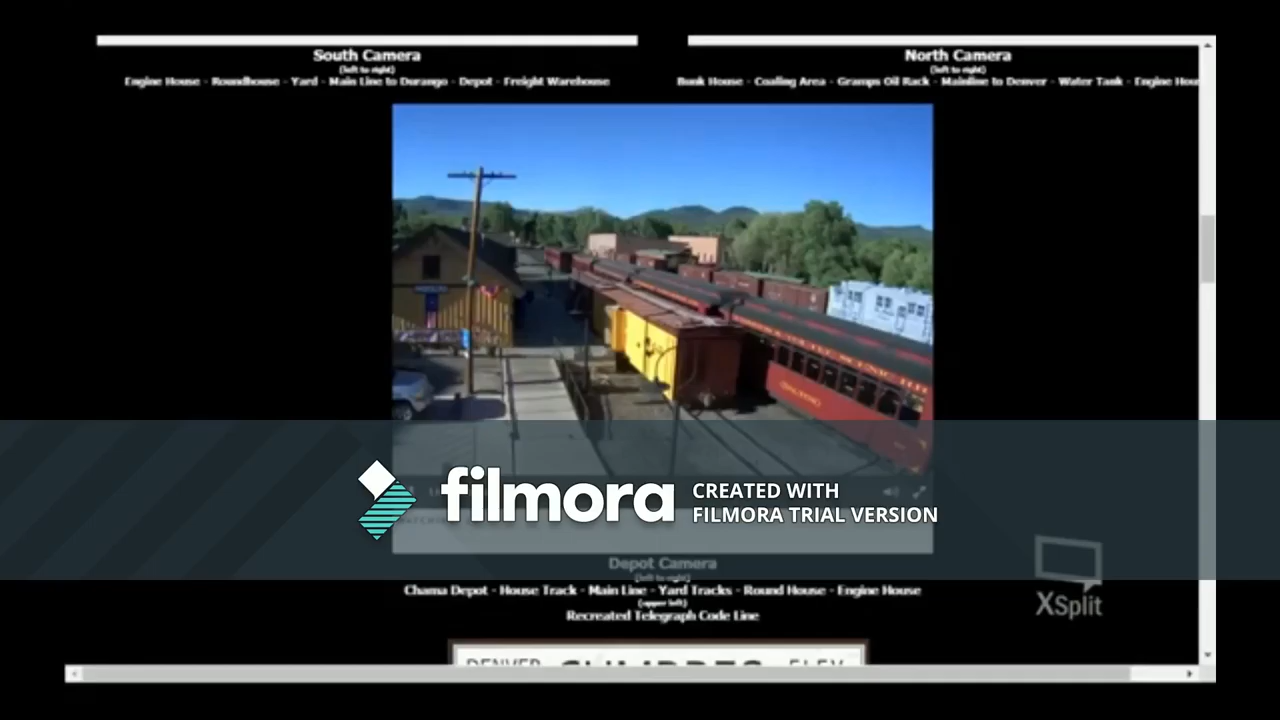 South Camera
(left to right)
Engine House - Roundhouse - Yard - Main Line to Durango - Depot - Freight Warehouse
North Camera
(left to right)
Bunk House - Coaling Area - Gramps Oil Rack - Mainline to Denver - Water Tank - Engine Hou
filmora
CREATED WITH
FILMORA TRIAL VERSION
Depot Camera
(left to right)
Chama Depot - House Track - Main Line - Yard Tracks - Round House - Engine House
(upper left)
Recreated Telegraph Code Line
XSplit
DENVER CUMBRES ELEV